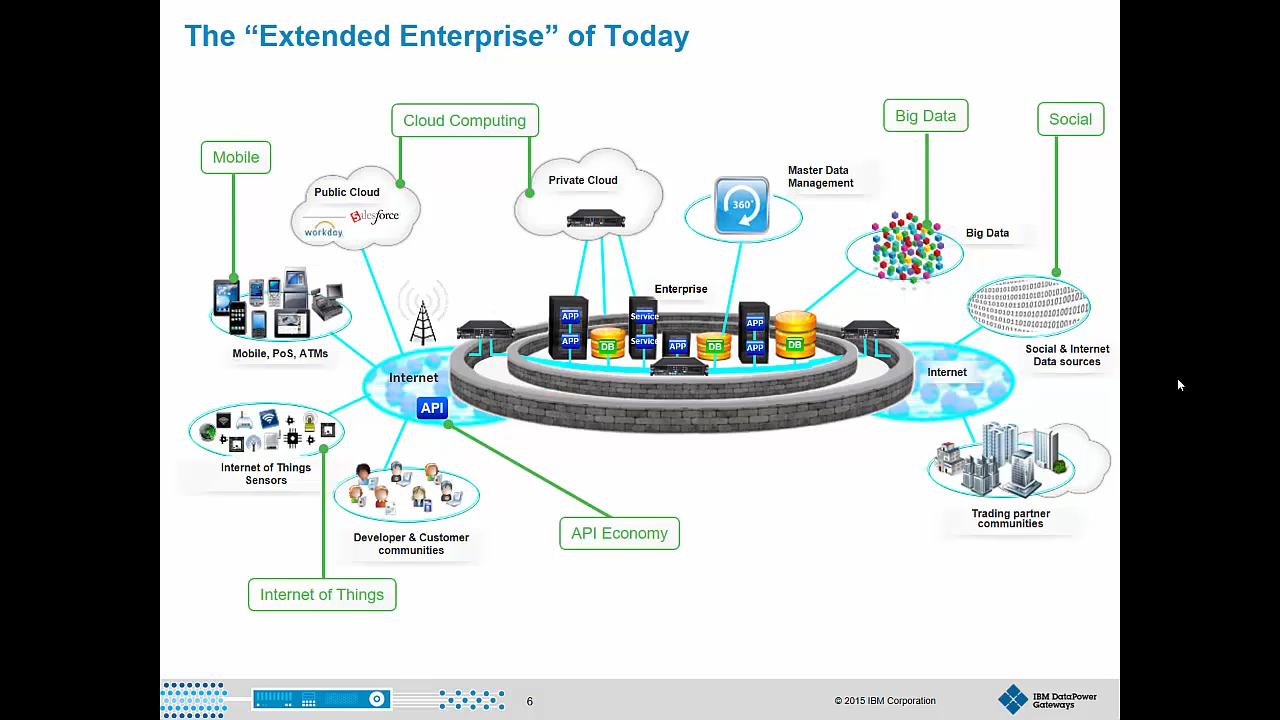 The “Extended Enterprise” of Today
Cloud Computing
Big Data
Social
Mobile
Public Cloud
salesforce
workday
Private Cloud
360°
Master Data
Management
Big Data
Enterprise
APP
APP
DB
Service
Service
APP
DB
APP
APP
DB
Mobile, PoS, ATMs
Internet
API
Internet
Social & Internet
Data sources
Internet of Things
Sensors
Developer & Customer
communities
API Economy
Trading partner
communities
Internet of Things
6
© 2015 IBM Corporation
IBM DataPower
Gateways